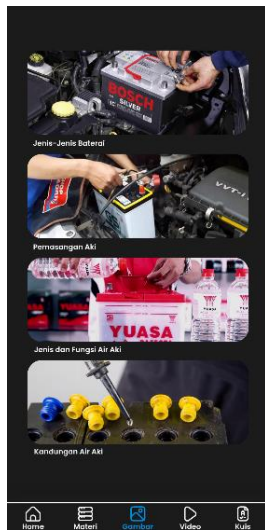 BOSCH
SILVER
Jenis-Jenis Baterai
VVT-i
Pemasangan Aki
YUASA
Jenis dan Fungsi Air Aki
Kandungan Air Aki
Home
Materi
Gambar
Video
Kuis